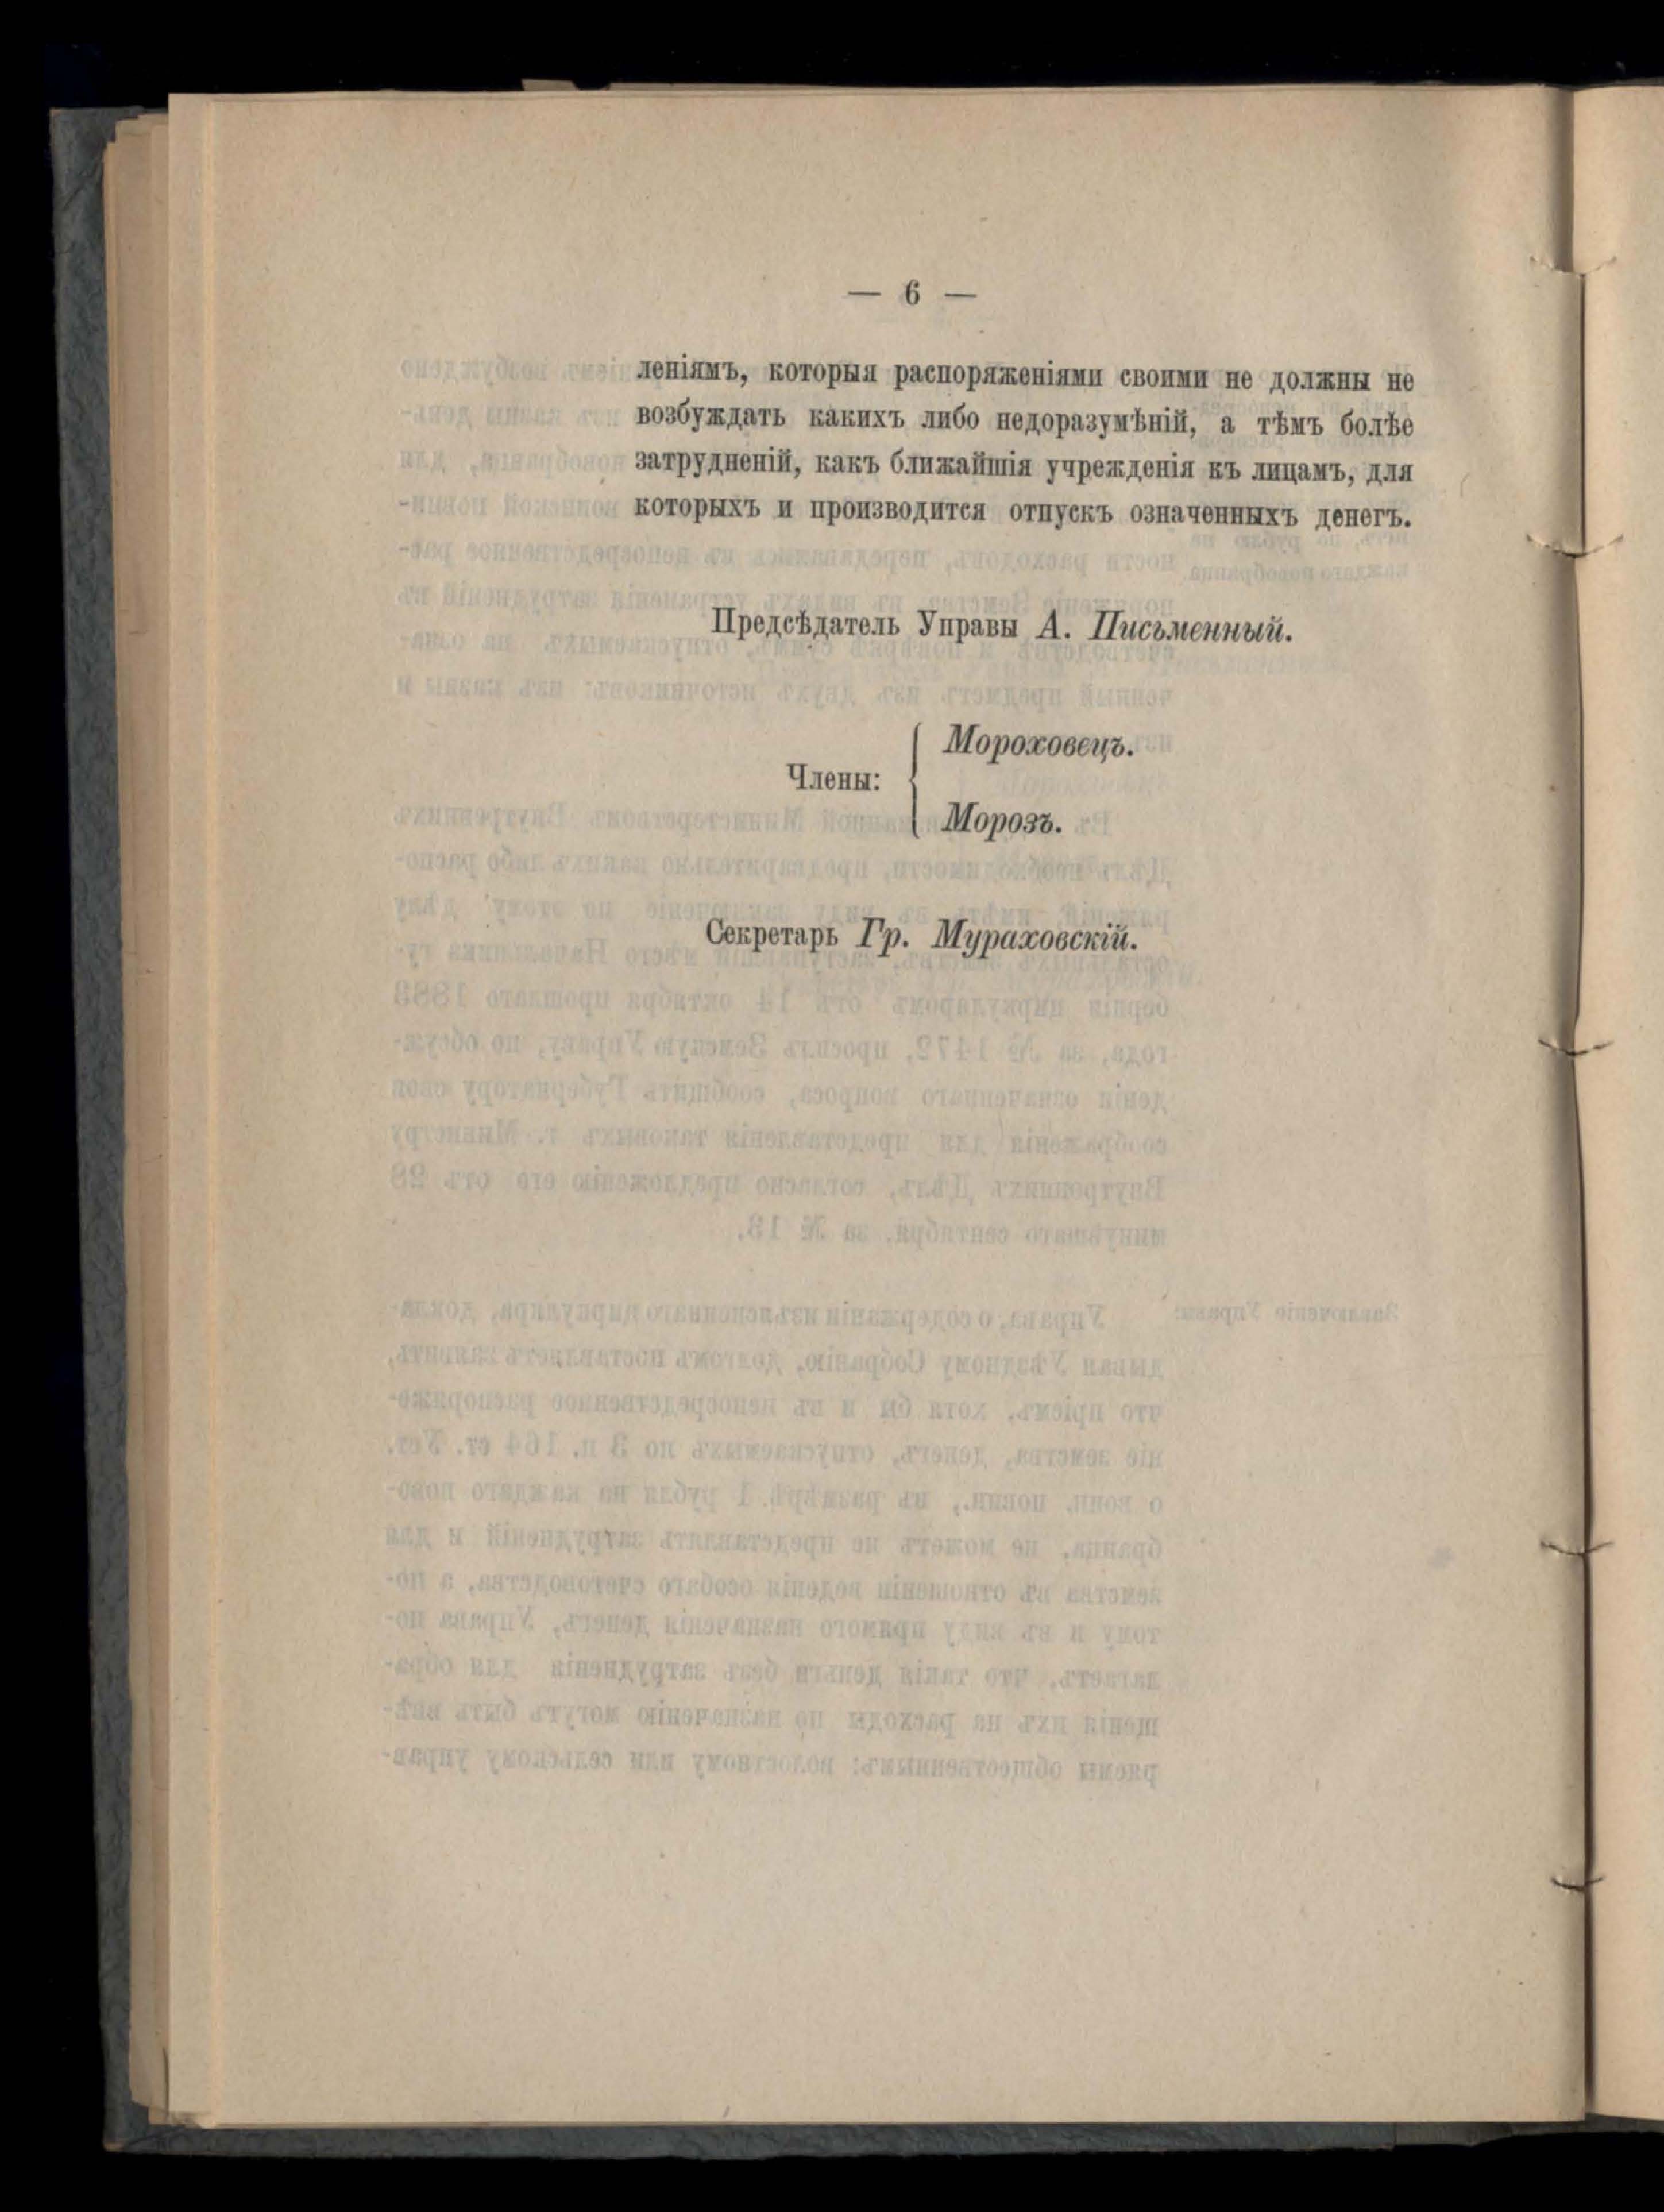 — 6 —
леніямъ, которыя распоряженіями своими не должны не
возбуждать какихъ либо недоразумѣній, а тѣмъ болѣе
затрудненій, какъ ближайшія учрежденія къ лицамъ, для
которыхъ и производится отпускъ означенныхъ денегъ.
Предсѣдатель Управы А. Письменный.
Члены:
Мороховецъ.
Морозъ.
Секретарь Гр. Мураховскій.